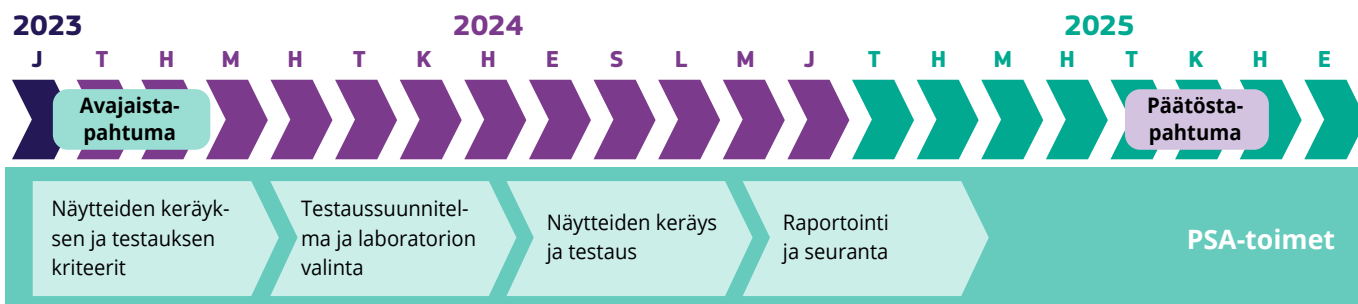 2023 2024 2025
J T H M H T K H E S L M J T H M H T K H E
Avajaista-
pahtuma
Päätösta-
pahtuma
Näytteiden keräyk-
sen ja testauksen
kriteerit
Testaussuunnitel-
ma ja laboratorion
valinta
Näytteiden keräys
ja testaus
Raportointi
ja seuranta
PSA-toimet